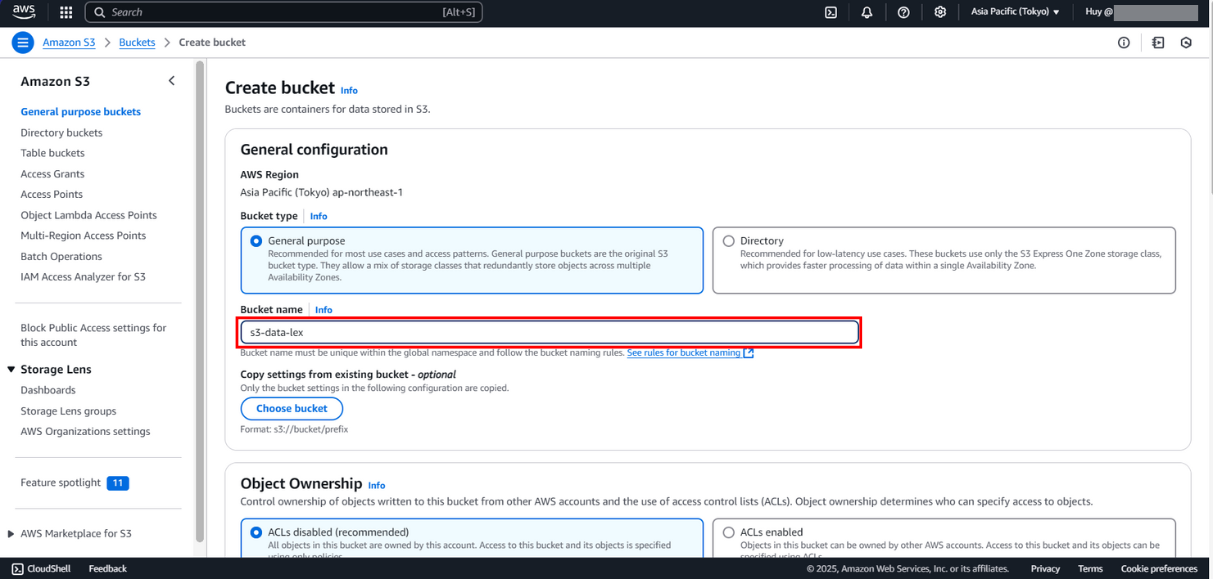 aws
Search [Alt+S]
Asia Pacific (Tokyo) Huy @
Amazon S3 > Buckets > Create bucket
Amazon S3
General purpose buckets
Directory buckets
Table buckets
Access Grants
Access Points
Object Lambda Access Points
Multi-Region Access Points
Batch Operations
IAM Access Analyzer for S3
Block Public Access settings for
this account
Storage Lens
Dashboards
Storage Lens groups
AWS Organizations settings
Feature spotlight 11
AWS Marketplace for S3
Create bucket Info
Buckets are containers for data stored in S3.
General configuration
AWS Region
Asia Pacific (Tokyo) ap-northeast-1
Bucket type Info
General purpose
Recommended for most use cases and access patterns. General purpose buckets are the original S3
bucket type. They allow a mix of storage classes that redundantly store objects across multiple
Availability Zones.
Directory
Recommended for low-latency use cases. These buckets use only the S3 Express One Zone storage class,
which provides faster processing of data within a single Availability Zone.
Bucket name Info
s3-data-lex
Bucket name must be unique within the global namespace and follow the bucket naming rules. See rules for bucket naming
Copy settings from existing bucket - optional
Only the bucket settings in the following configuration are copied.
Choose bucket
Format: s3://bucket/prefix
Object Ownership Info
Control ownership of objects written to this bucket from other AWS accounts and the use of access control lists (ACLs). Object ownership determines who can specify access to objects.
ACLs disabled (recommended)
All objects in this bucket are owned by this account. Access to this bucket and its objects is specified
using only policies.
ACLs enabled
Objects in this bucket can be owned by other AWS accounts. Access to this bucket and its objects can be
specified using ACLs.
CloudShell Feedback
© 2025, Amazon Web Services, Inc. or its affiliates. Privacy Terms Cookie preferences